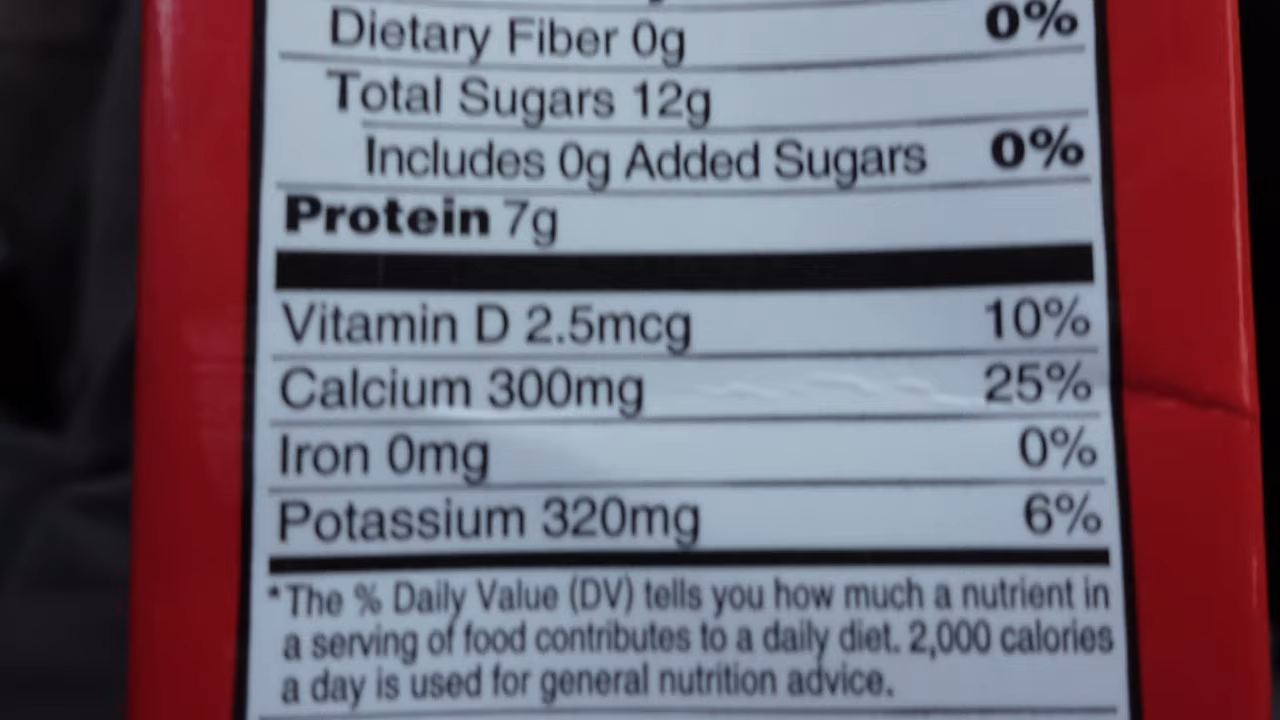 Dietary Fiber 0g 0%
Total Sugars 12g
Includes 0g Added Sugars 0%
Protein 7g
Vitamin D 2.5mcg 10%
Calcium 300mg 25%
Iron 0mg 0%
Potassium 320mg 6%
*The % Daily Value (DV) tells you how much a nutrient in
a serving of food contributes to a daily diet. 2,000 calories
a day is used for general nutrition advice.